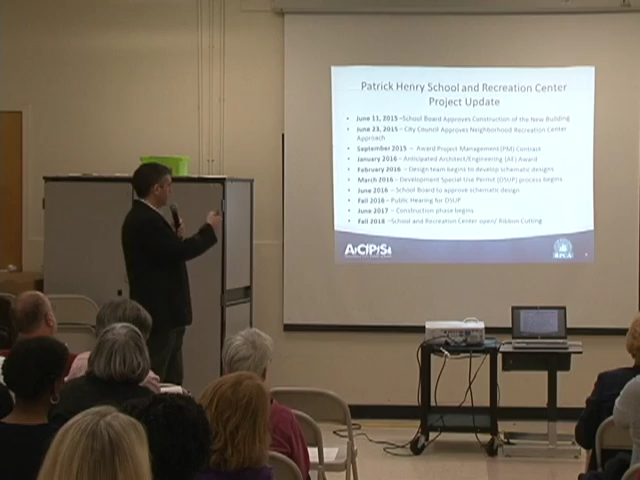 Patrick Henry School and Recreation Center
Project Update
• June 11, 2015 –School Board Approves Construction of the New Building
• June 23, 2015 – City Council Approves Neighborhood Recreation Center
Approach
• September 2015 – Award Project Management (PM) Contract
• January 2016 – Anticipated Architect/Engineering (AE) Award
• February 2016 – Design team begins to develop schematic designs
• March 2016 – Development Special Use Permit (DSUP) process begins
• June 2016 – School Board to approve schematic design
• Fall 2016 – Public Hearing for DSUP
• June 2017 – Construction phase begins
• Fall 2018 –School and Recreation Center open/ Ribbon Cutting
ACPS
RPCA